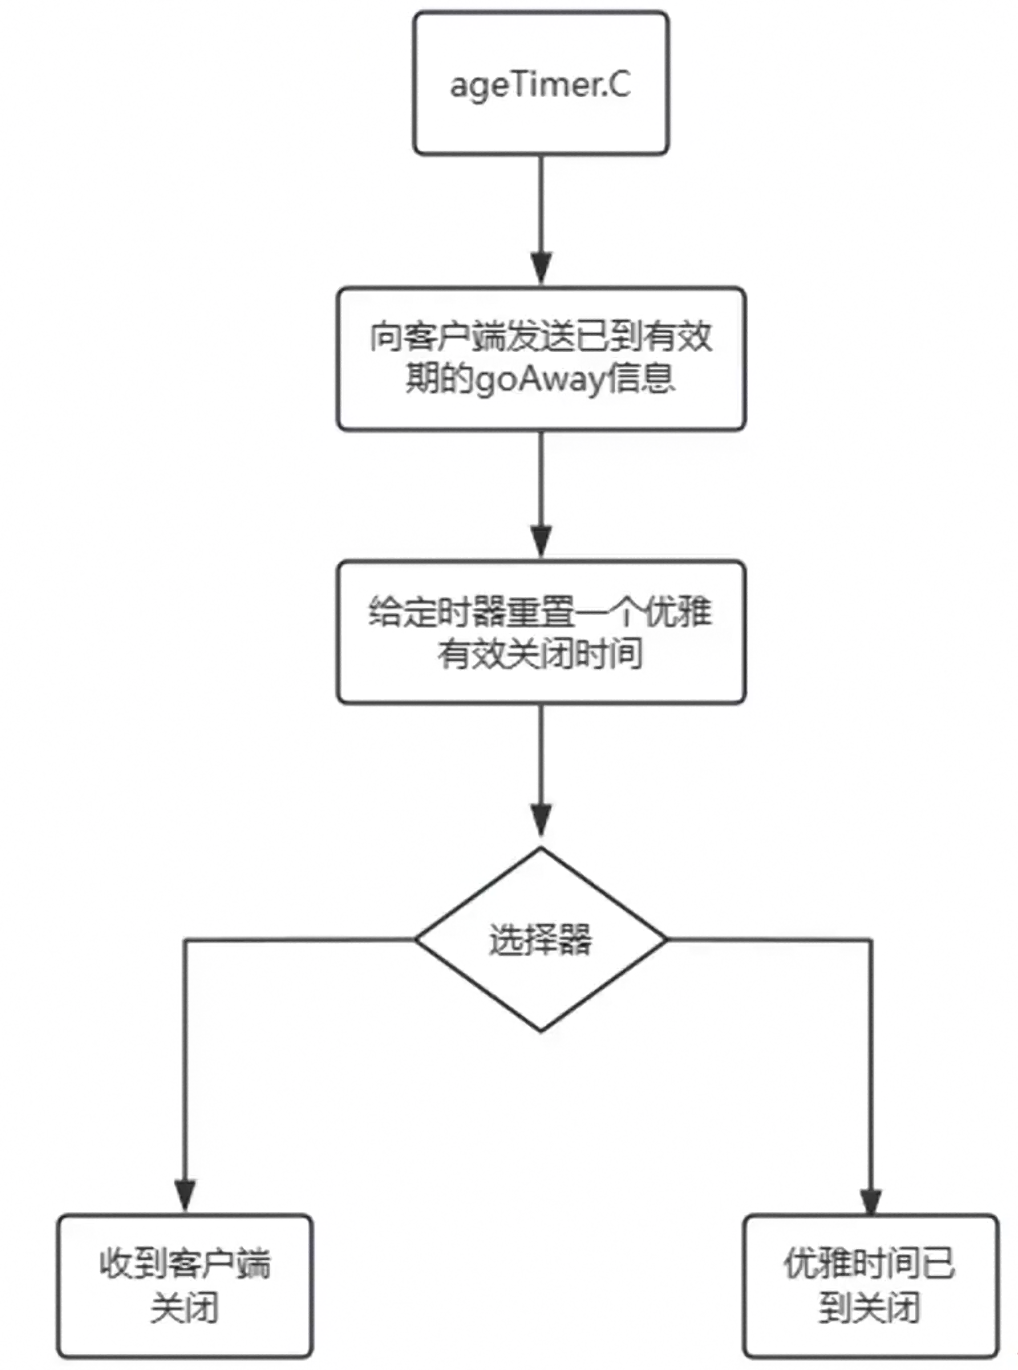 ageTimer.C
向客户端发送已到有效
期的goAway信息
给定时器重置一个优雅
有效关闭时间
选择器
收到客户端
关闭
优雅时间已
到关闭